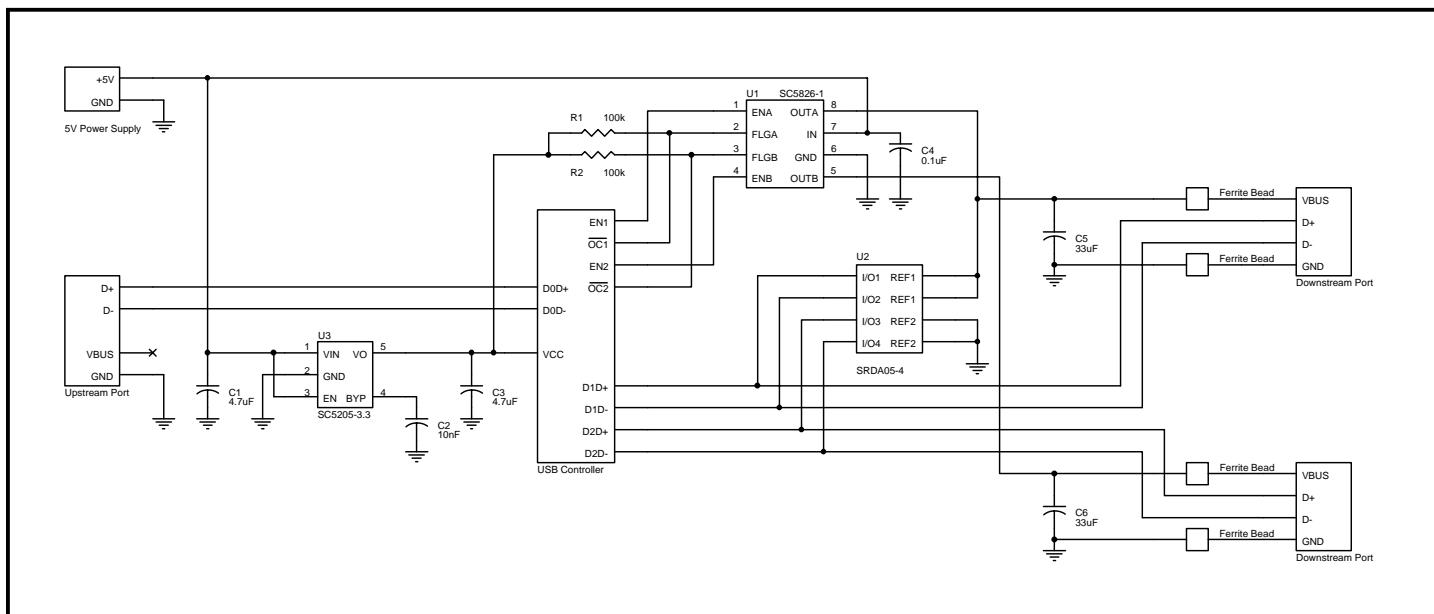 +5V
GND
5V Power Supply
R1 100k
R2 100k
U1 SC5826-1
1 ENA OUTA 8
2 FLGA IN 7
3 FLGB GND 6
4 ENB OUTB 5
C4
0.1uF
EN1
OC1
EN2
OC2
D0D+
D0D-
VCC
D1D+
D1D-
D2D+
D2D-
USB Controller
D+
D-
VBUS
GND
Upstream Port
C1
4.7uF
U3
1 VIN VO 5
2 GND
3 EN BYP 4
SC5205-3.3
C2
10nF
C3
4.7uF
U2
I/O1 REF1
I/O2 REF1
I/O3 REF2
I/O4 REF2
SRDA05-4
C5
33uF
Ferrite Bead
Ferrite Bead
VBUS
D+
D-
GND
Downstream Port
C6
33uF
Ferrite Bead
Ferrite Bead
VBUS
D+
D-
GND
Downstream Port